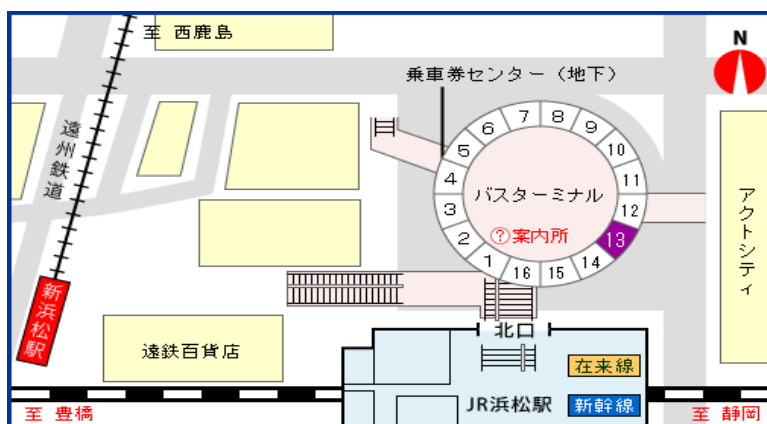 至 西鹿島
N
乗車券センター（地下）
遠州鉄道
7
8
6
9
5
10
4
11
3
12
2
13
1
14
16
15
バスターミナル
?案内所
アクトシティ
新浜松駅
北口
遠鉄百貨店
在来線
JR浜松駅
新幹線
至 豊橋
至 静岡